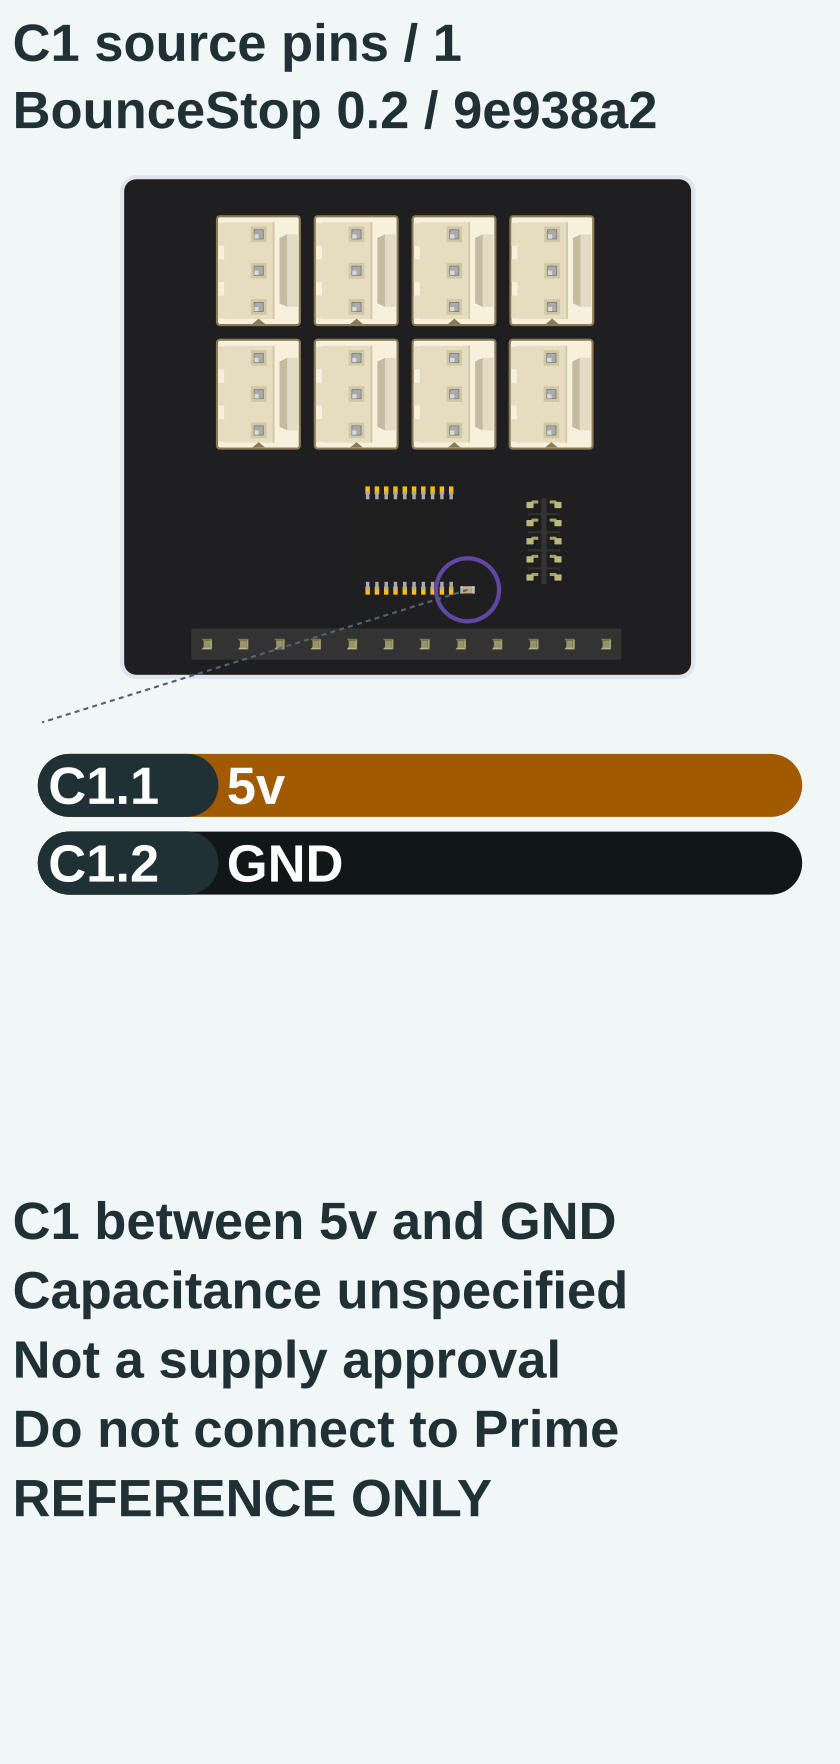 C1 source pins / 1
BounceStop 0.2 / 9e938a2
C1.1 5v
C1.2 GND
C1 between 5v and GND
Capacitance unspecified
Not a supply approval
Do not connect to Prime
REFERENCE ONLY